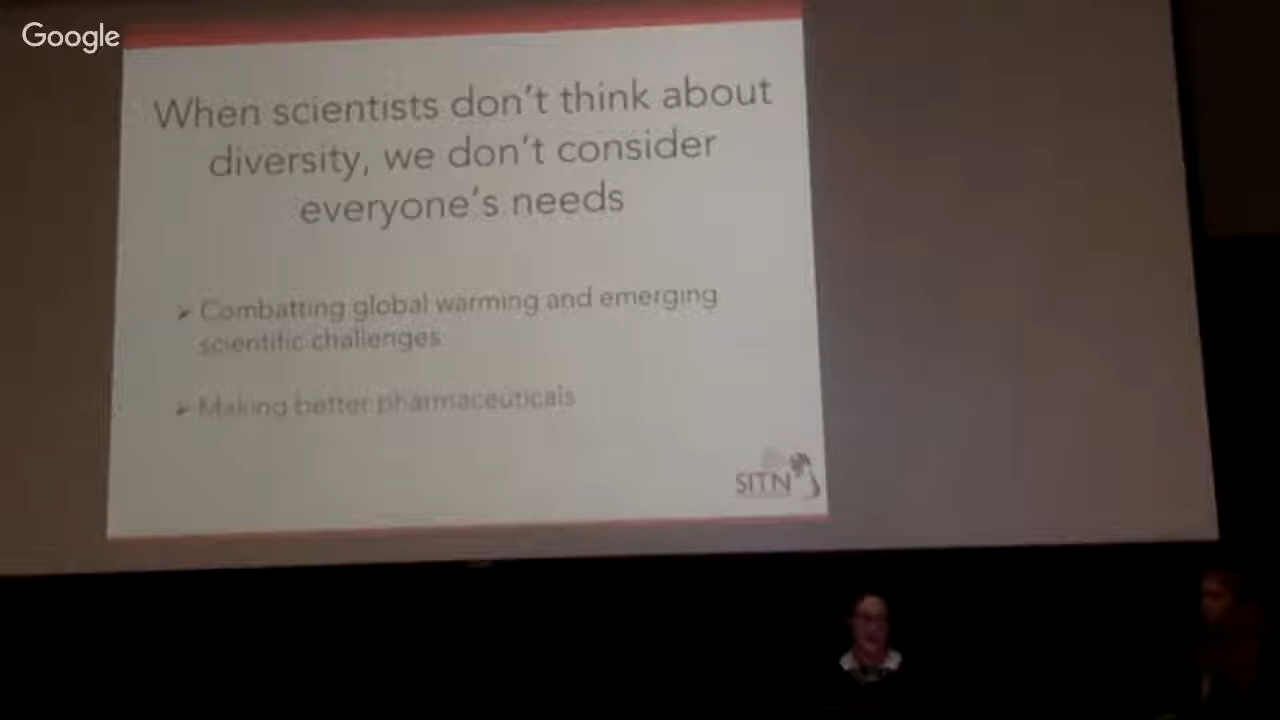 Google
When scientists don't think about
diversity, we don't consider
everyone's needs
➢ Combatting global warming and emerging
scientific challenges
➢ Making better pharmaceuticals
SITN